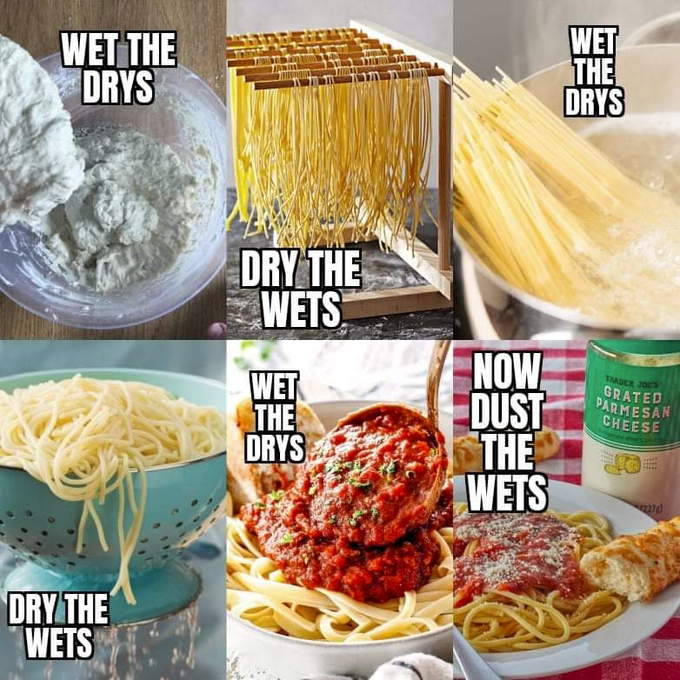 WET THE
DRYS
DRY THE
WETS
WET
THE
DRYS
DRY THE
WETS
WET
THE
DRYS
NOW
DUST
THE
WETS
TRADER JOE'S
GRATED
PARMESAN
CHEESE
(227g)